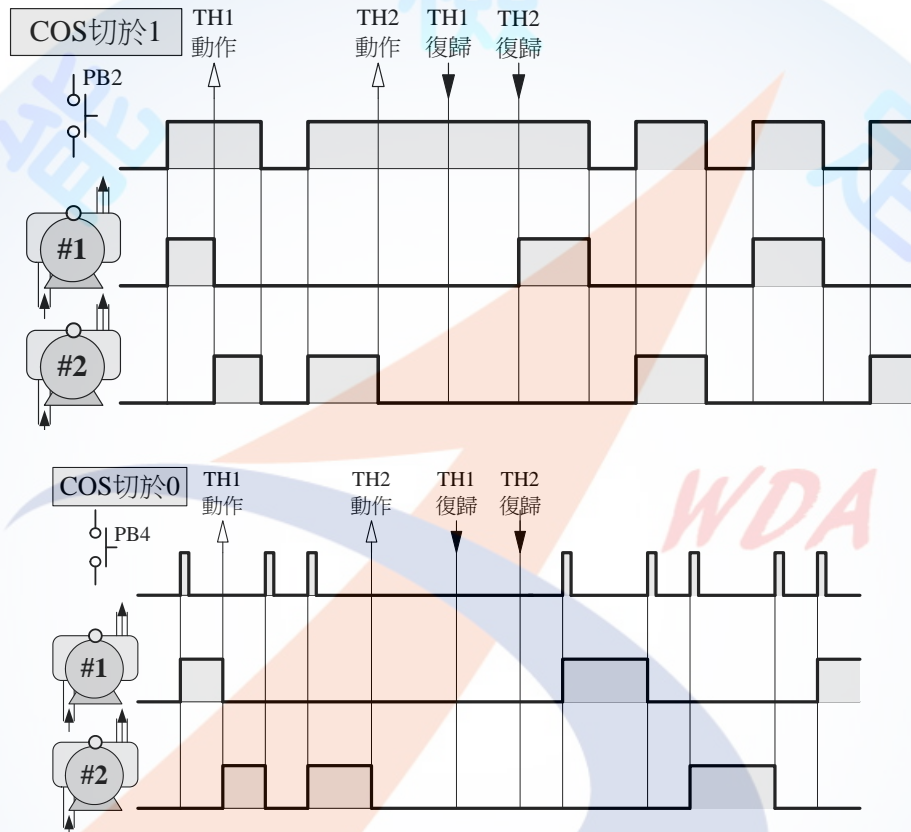 COS切於1
TH1 TH2 TH1 TH2
動作 動作 復歸 復歸
PB2
#1
#2
COS切於0
TH1 TH2 TH1 TH2
動作 動作 復歸 復歸
PB4
WDA
#1
#2